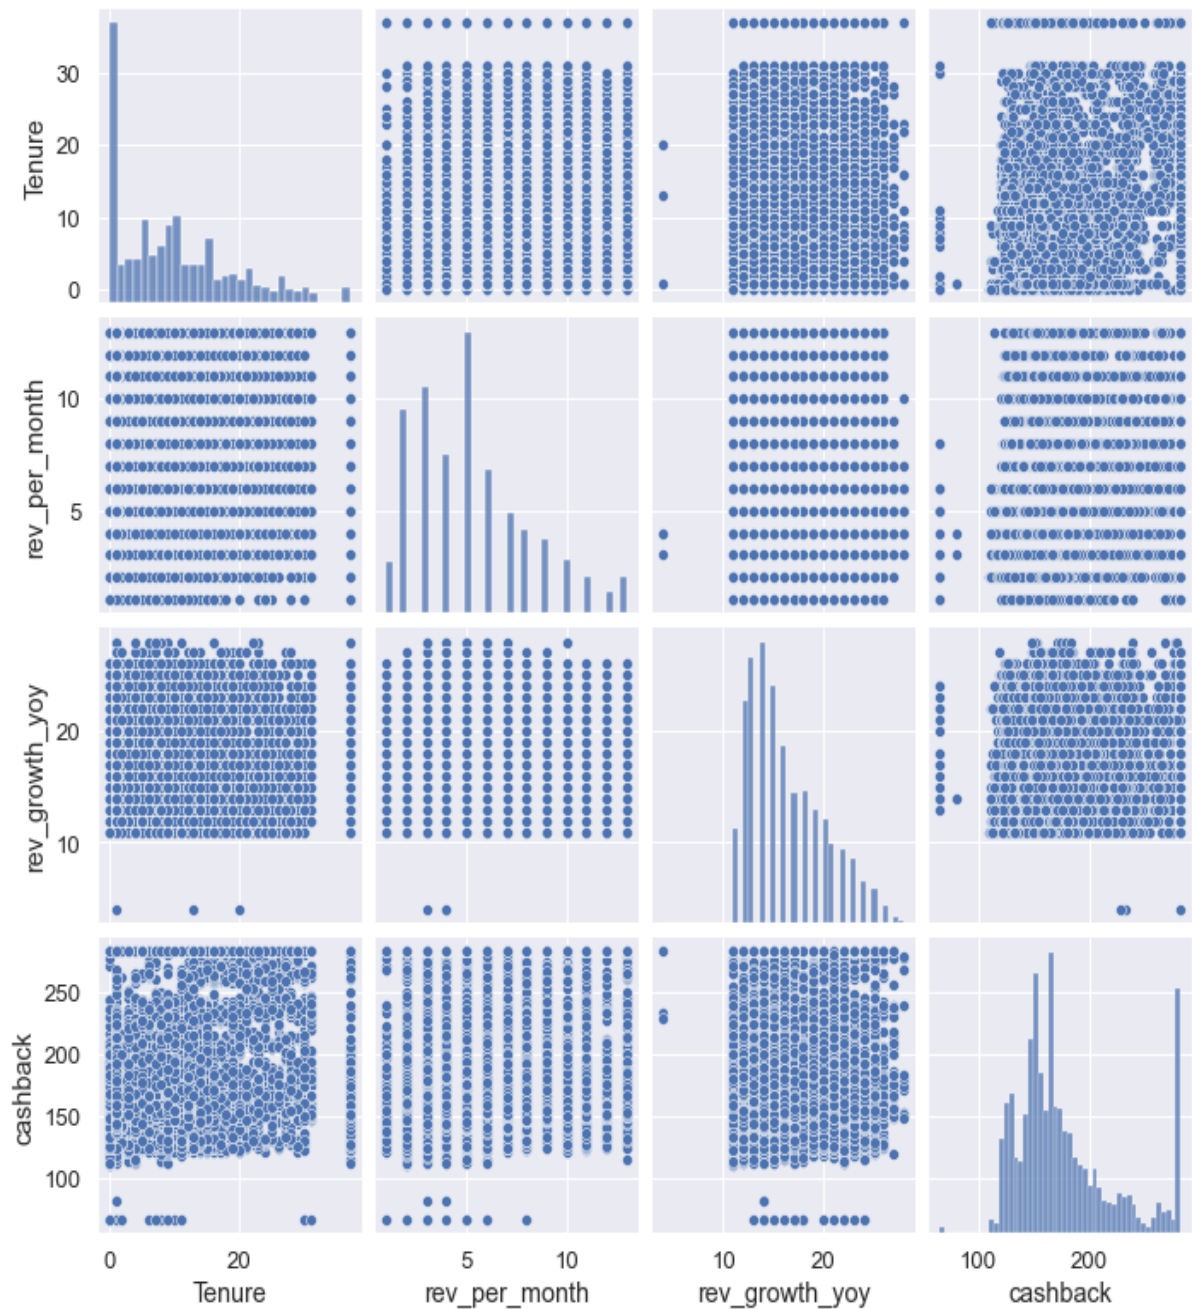 30
20
10
0
Tenure
10
5
rev_per_month
20
10
rev_growth_yoy
250
200
150
100
cashback
0 20 5 10 10 20 100 200
Tenure rev_per_month rev_growth_yoy cashback